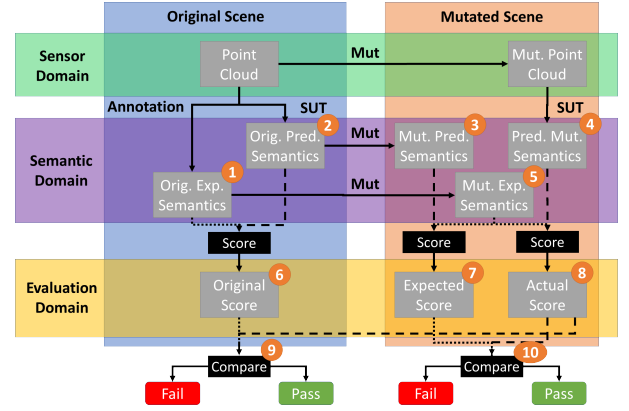 Original Scene
Mutated Scene
Sensor
Domain
Point
Cloud
Mut
Mut. Point
Cloud
Annotation
SUT
SUT
2
3
4
Semantic
Domain
Orig. Pred.
Semantics
Mut
Mut. Pred.
Semantics
Pred. Mut.
Semantics
1
5
Orig. Exp.
Semantics
Mut
Mut. Exp.
Semantics
Score
Score
Score
6
7
8
Evaluation
Domain
Original
Score
Expected
Score
Actual
Score
9
10
Compare
Compare
Fail
Pass
Fail
Pass